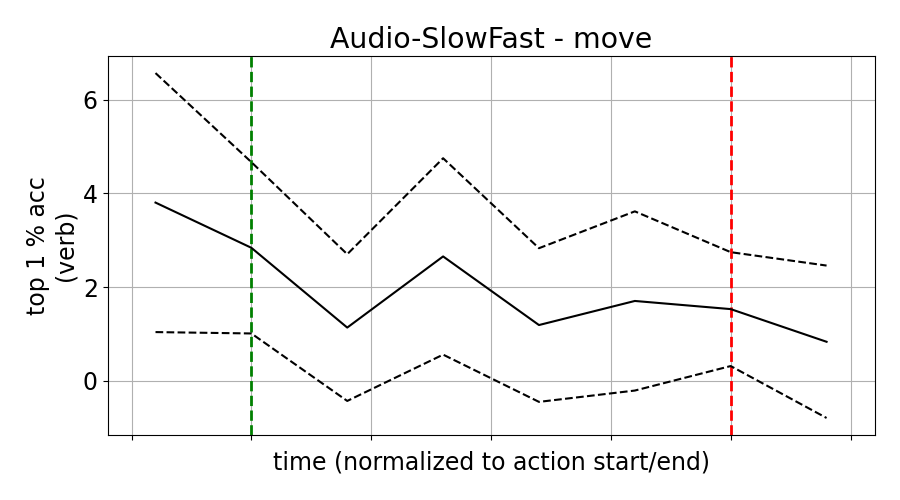 Audio-SlowFast - move
top 1 % acc
(verb)
6
4
2
0
time (normalized to action start/end)